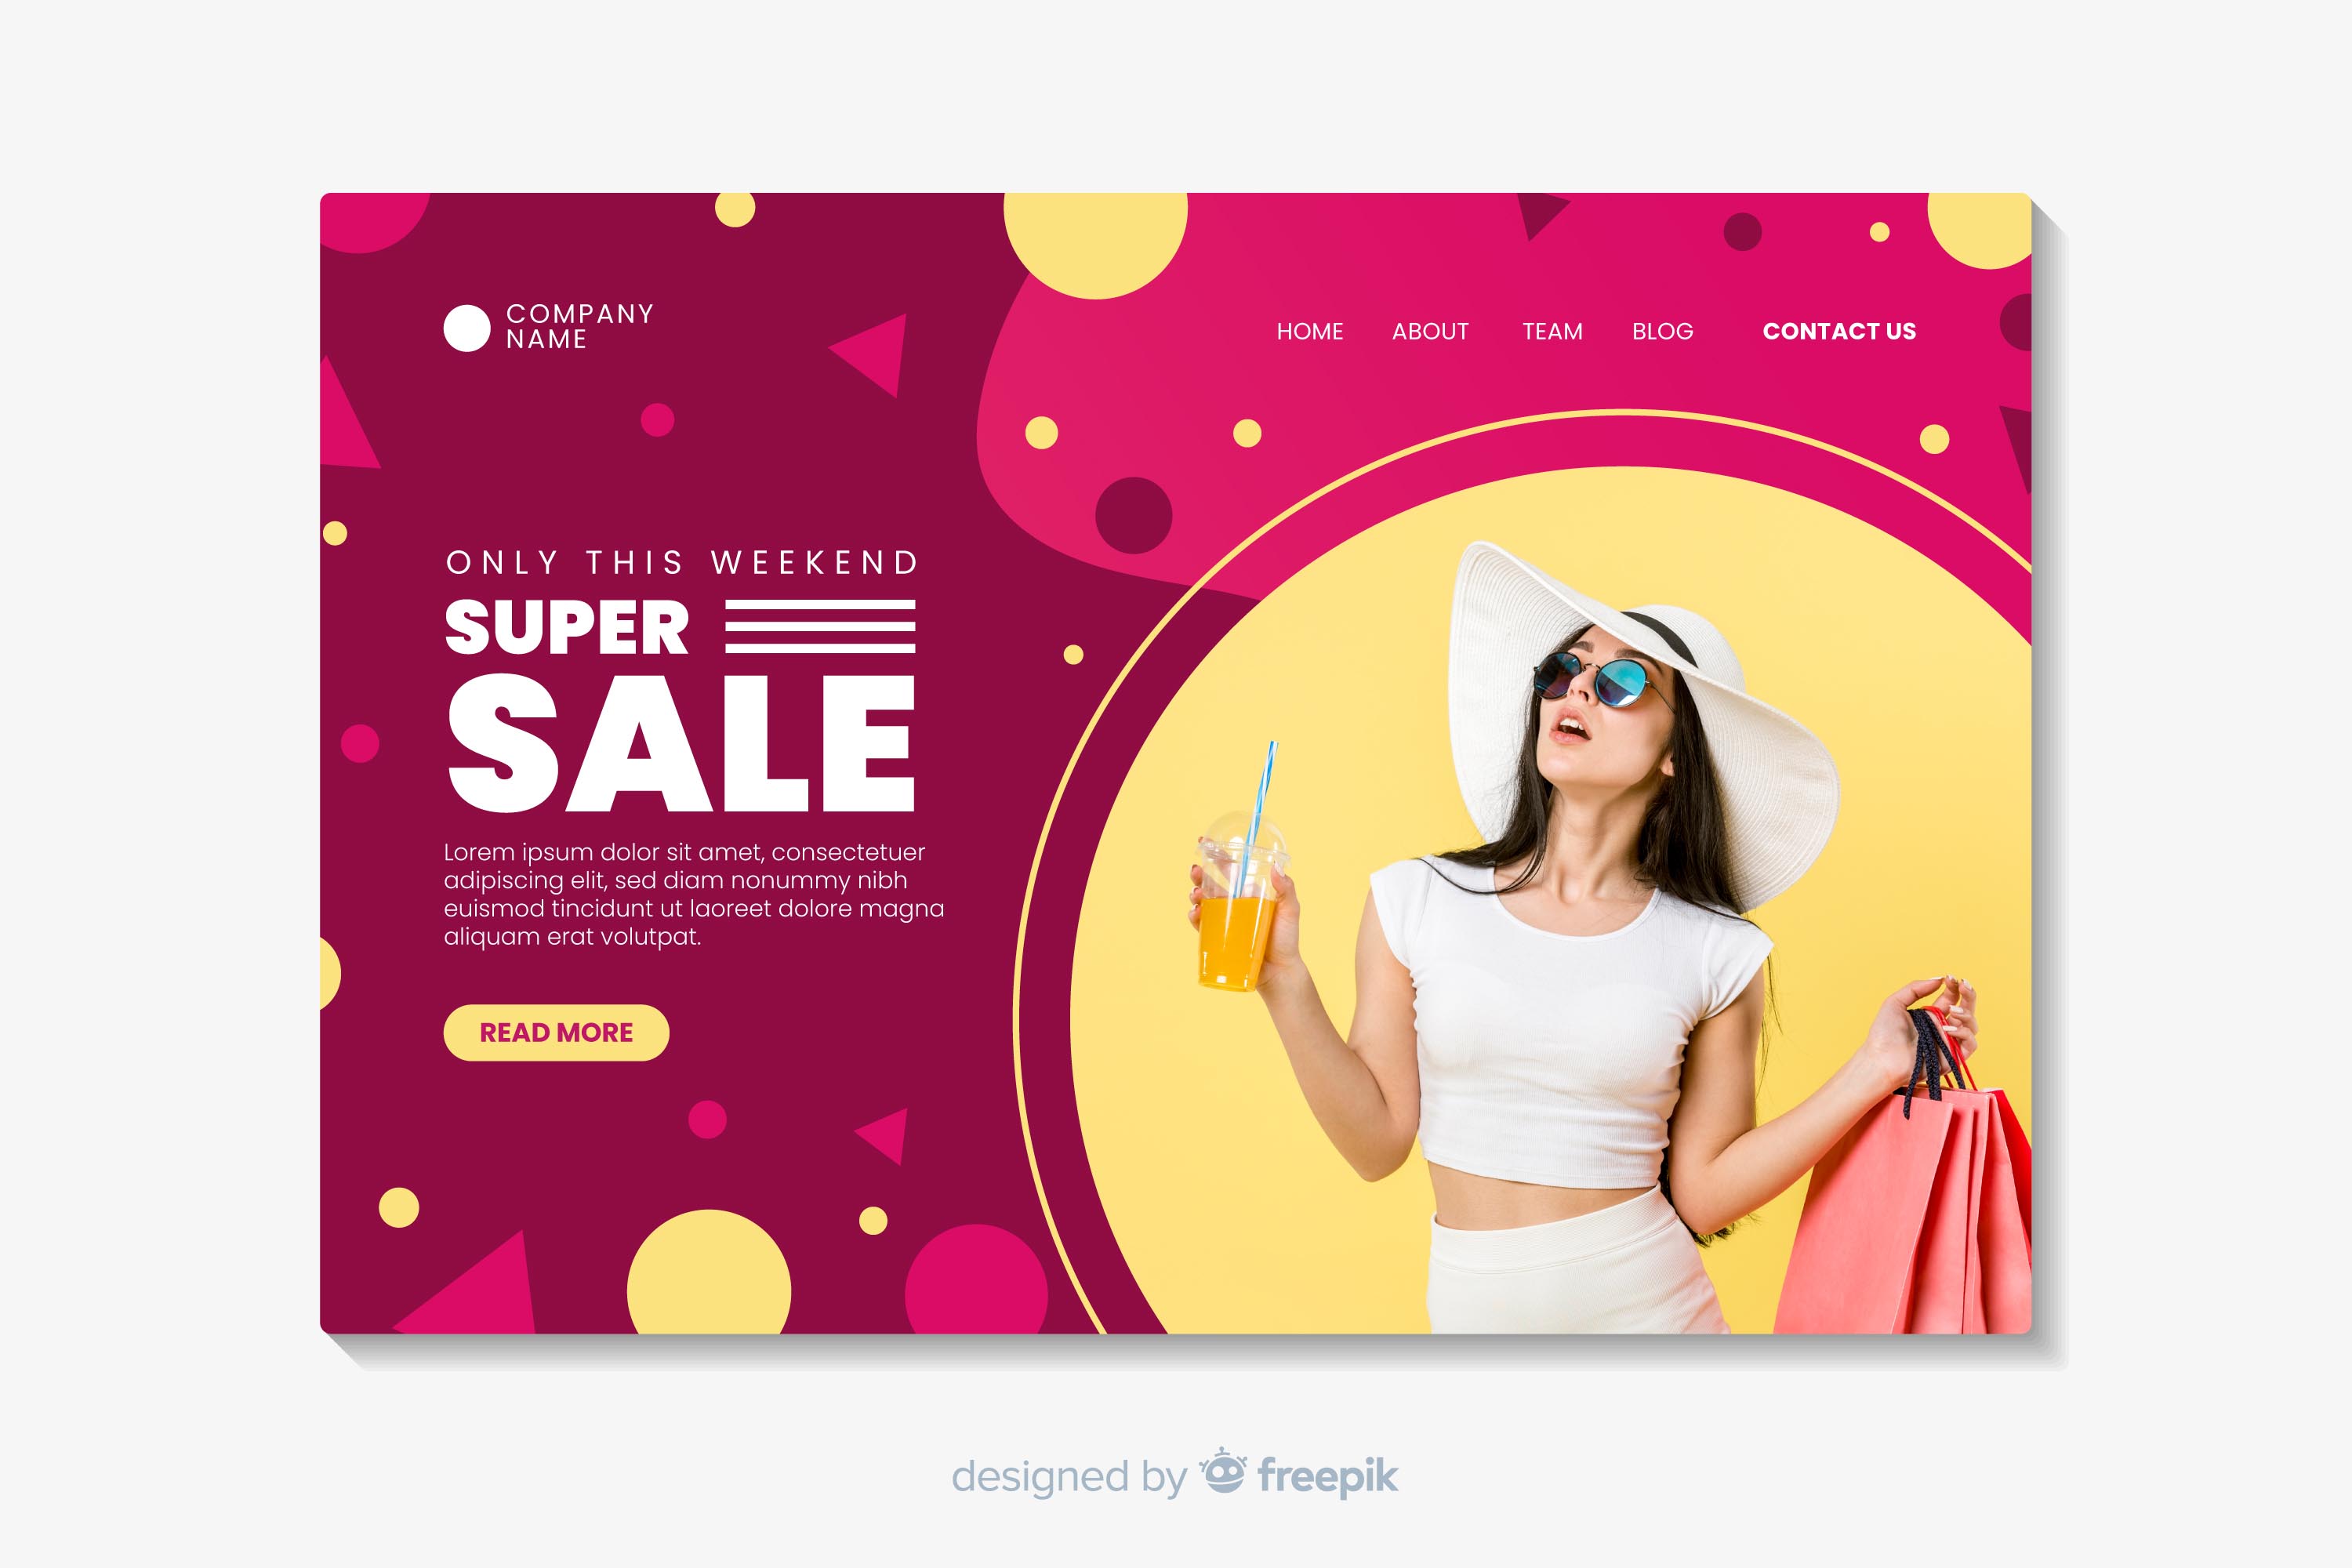 COMPANY
NAME
HOME ABOUT TEAM BLOG CONTACT US
ONLY THIS WEEKEND
SUPER
SALE
Lorem ipsum dolor sit amet, consectetuer
adipiscing elit, sed diam nonummy nibh
euismod tincidunt ut laoreet dolore magna
aliquam erat volutpat.
READ MORE
designed by freepik